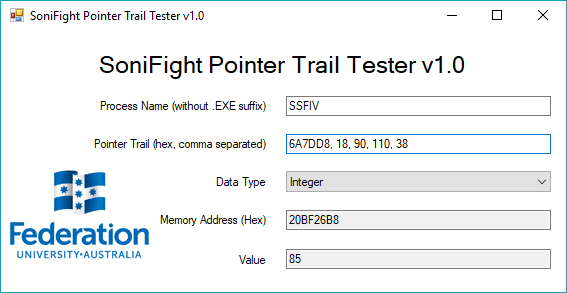 SoniFight Pointer Trail Tester v1.0
SoniFight Pointer Trail Tester v1.0
Process Name (without .EXE suffix) SSFIV
Pointer Trail (hex, comma separated) 6A7DD8, 18, 90, 110, 38
Data Type Integer
Memory Address (Hex) 20BF26B8
Value 85
Federation
UNIVERSITY•AUSTRALIA